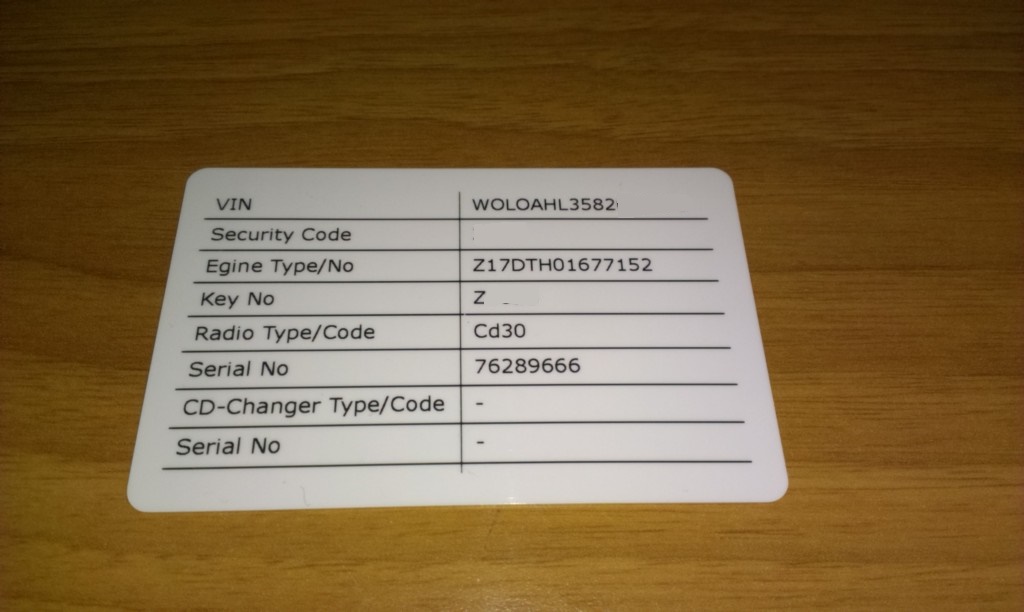 VIN WOLOAHL3582
Security Code
Egine Type/No Z17DTH01677152
Key No Z
Radio Type/Code Cd30
Serial No 76289666
CD-Changer Type/Code -
Serial No -